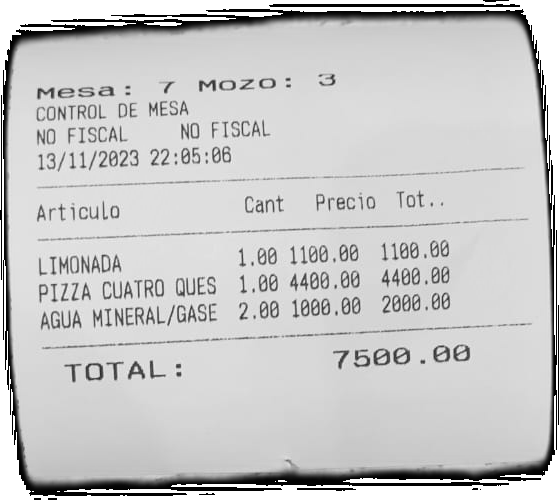 Mesa: 7 Mozo: 3
CONTROL DE MESA
NO FISCAL NO FISCAL
13/11/2023 22:05:06
Articulo Cant Precio Tot..
LIMONADA 1.00 1100.00 1100.00
PIZZA CUATRO QUES 1.00 4400.00 4400.00
AGUA MINERAL/GASE 2.00 1000.00 2000.00
TOTAL: 7500.00